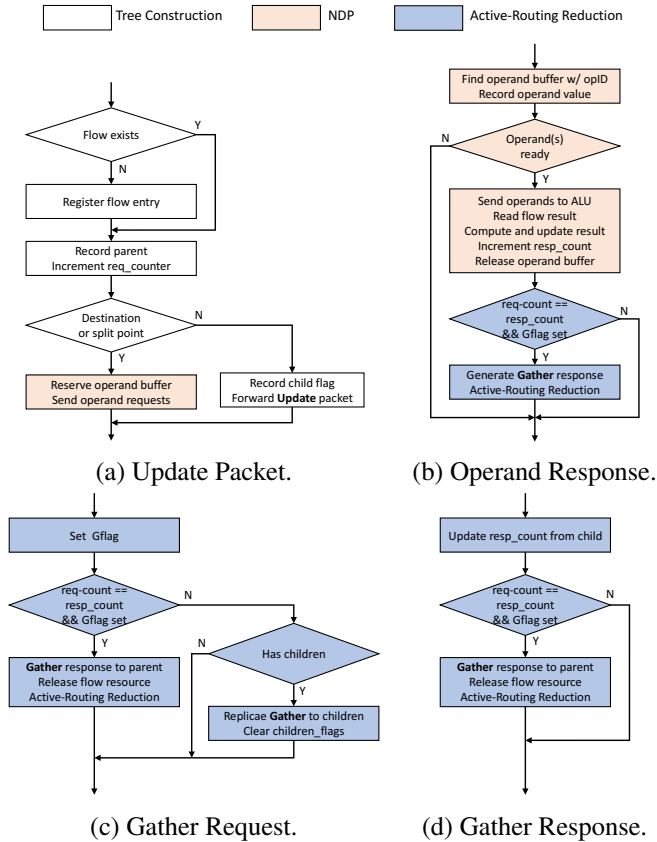 Tree Construction
NDP
Active-Routing Reduction
Flow exists
Y
N
Register flow entry
Record parent
Increment req_counter
Destination
or split point
N
Y
Reserve operand buffer
Send operand requests
Record child flag
Forward Update packet
(a) Update Packet.
Find operand buffer w/ opID
Record operand value
N
Operand(s)
ready
Y
Send operands to ALU
Read flow result
Compute and update result
Increment resp_count
Release operand buffer
req-count ==
resp_count
&& Gflag set
N
Y
Generate Gather response
Active-Routing Reduction
(b) Operand Response.
Set Gflag
req-count ==
resp_count
&& Gflag set
N
Y
Gather response to parent
Release flow resource
Active-Routing Reduction
N
Has children
Y
Replicae Gather to children
Clear children_flags
(c) Gather Request.
Update resp_count from child
req-count ==
resp_count
&& Gflag set
N
Y
Gather response to parent
Release flow resource
Active-Routing Reduction
(d) Gather Response.